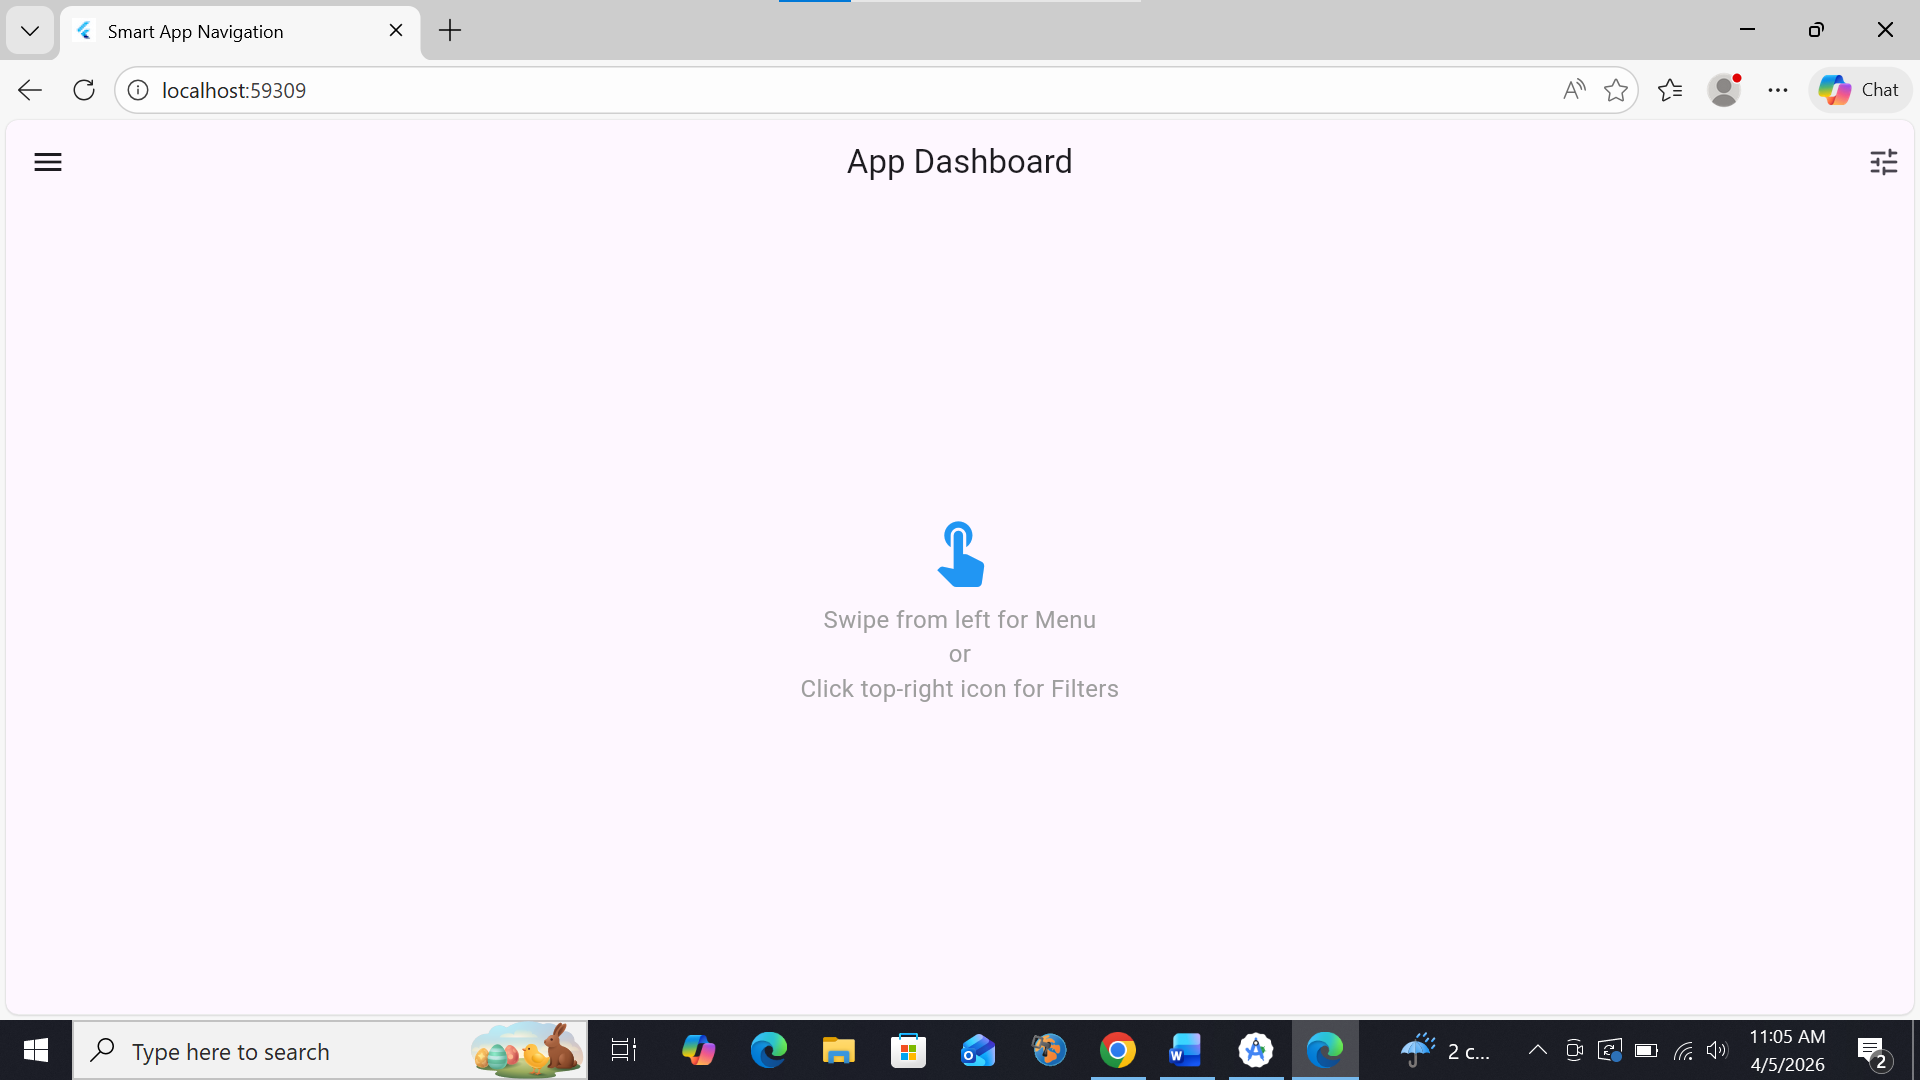 Smart App Navigation
localhost:59309
Chat
App Dashboard
Swipe from left for Menu
or
Click top-right icon for Filters
Type here to search
2 c...
11:05 AM
4/5/2026
2